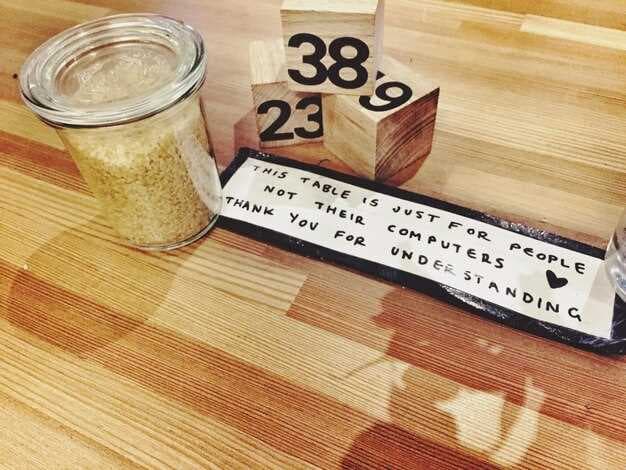 38
23
9
THIS TABLE IS JUST FOR PEOPLE
NOT THEIR COMPUTERS ♥
THANK YOU FOR UNDERSTANDING